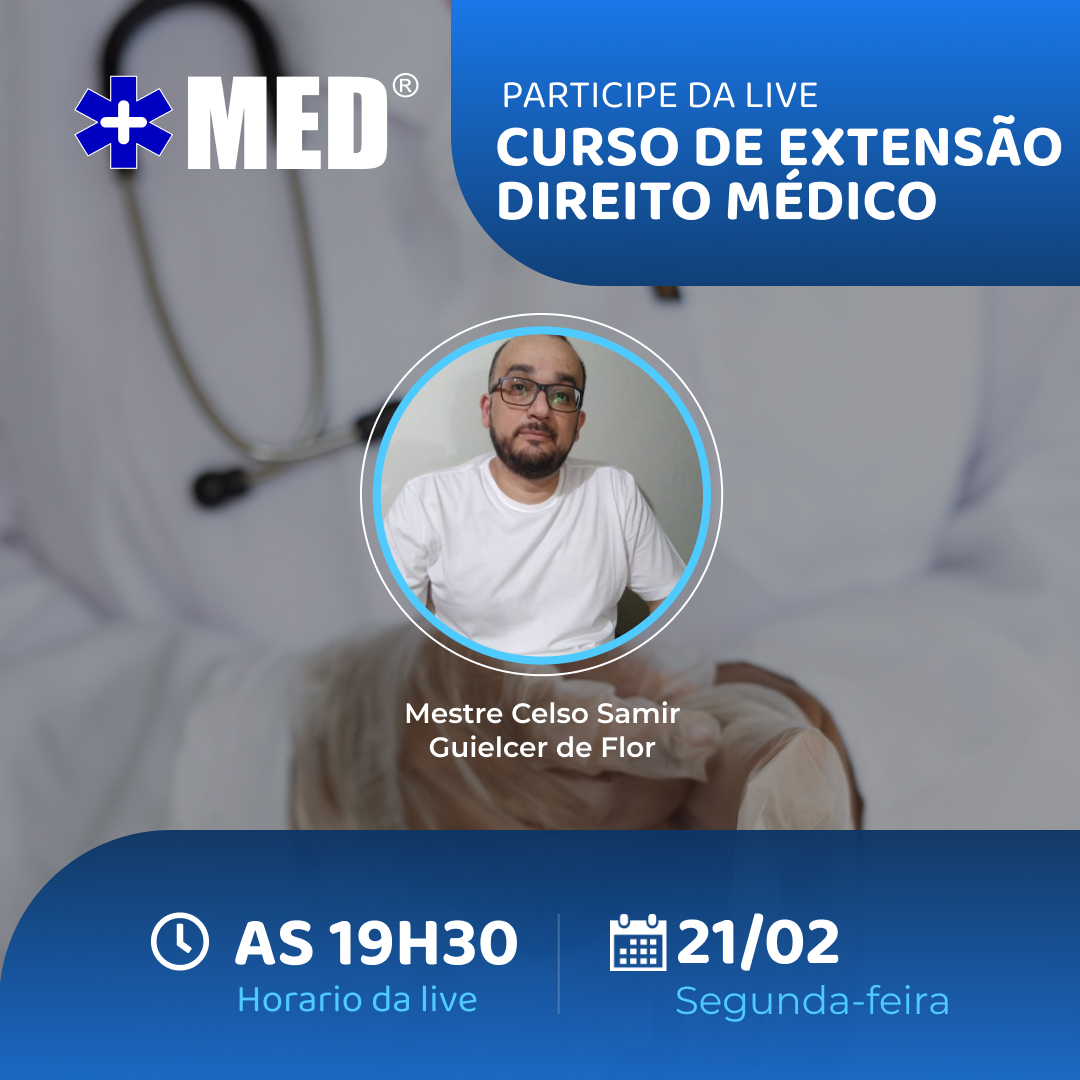 MED®
PARTICIPE DA LIVE
CURSO DE EXTENSÃO
DIREITO MÉDICO
Mestre Celso Samir
Guielcer de Flor
AS 19H30
Horario da live
21/02
Segunda-feira